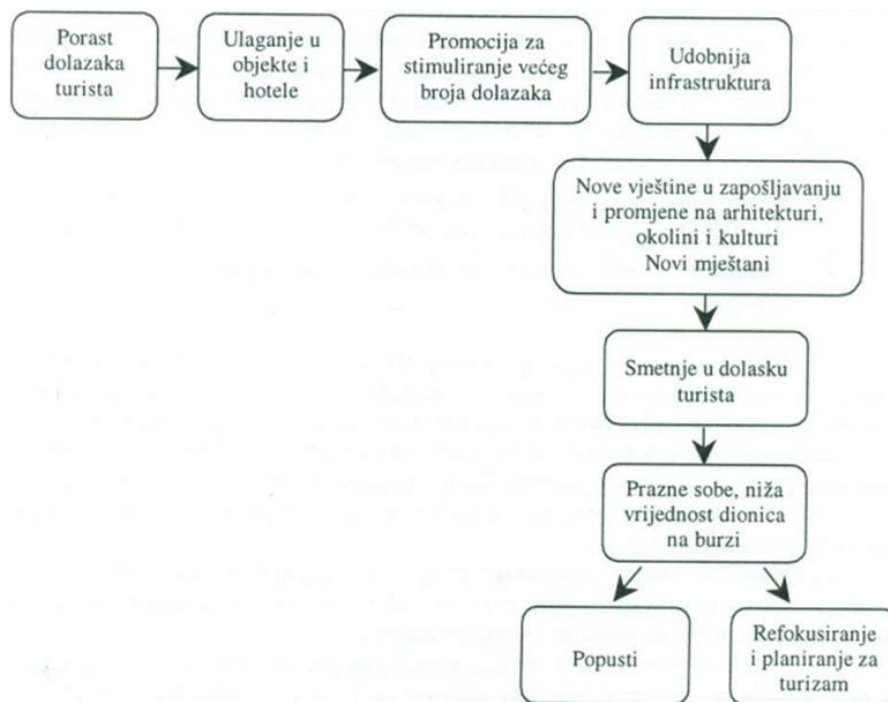 Porast
dolazaka
turista
Ulaganje u
objekte i
hotele
Promocija za
stimuliranje većeg
broja dolazaka
Udobnija
infrastruktura
Nove vještine u zapošljavanju
i promjene na arhitekturi,
okolini i kulturi
Novi mještani
Smetnje u dolasku
turista
Prazne sobe, niža
vrijednost dionica
na burzi
Popusti
Refokusiranje
i planiranje za
turizam